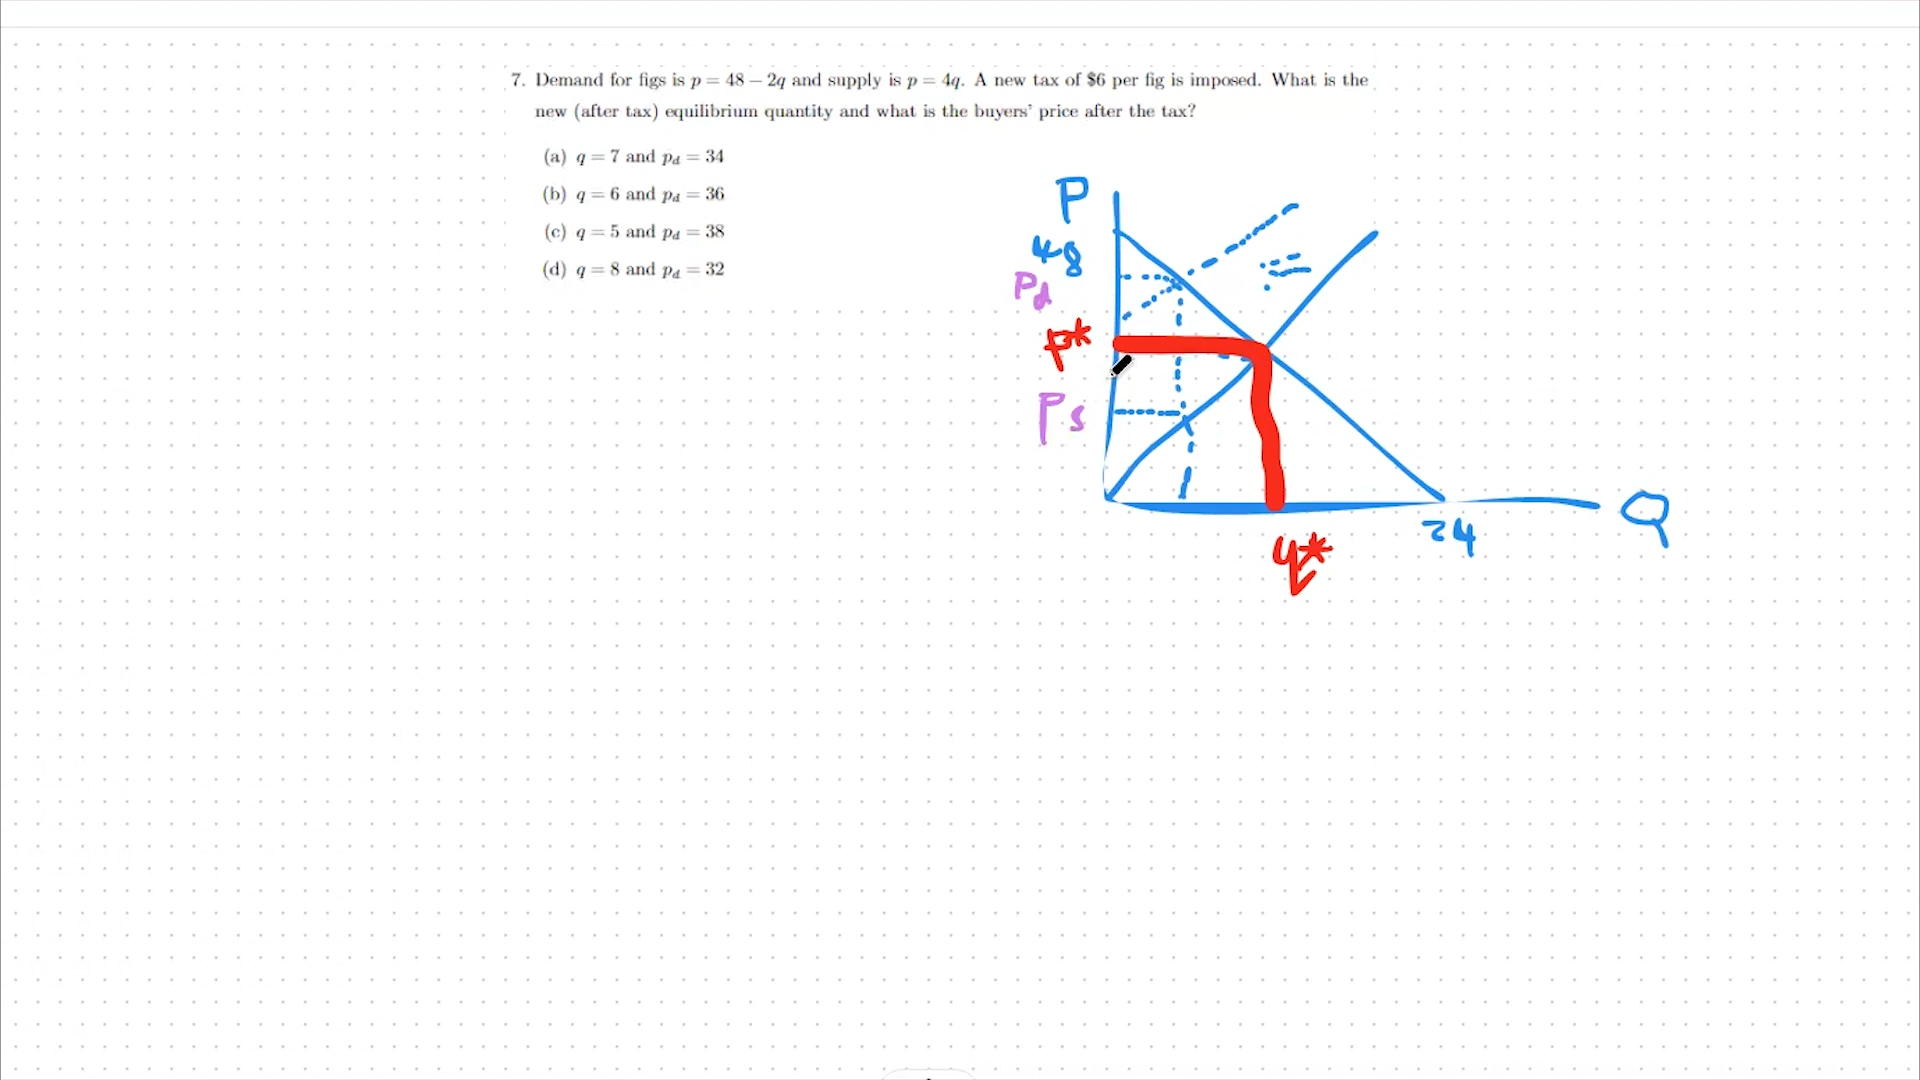 7. Demand for figs is p = 48 − 2q and supply is p = 4q. A new tax of $6 per fig is imposed. What is the
new (after tax) equilibrium quantity and what is the buyers' price after the tax?
(a) q = 7 and p_d = 34
(b) q = 6 and p_d = 36
(c) q = 5 and p_d = 38
(d) q = 8 and p_d = 32
P
48
Pd
P*
Ps
Q
24
q*